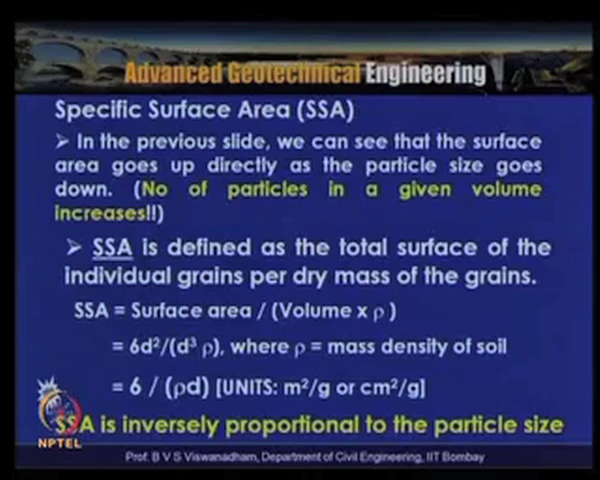 Advanced Geotechnical Engineering
Specific Surface Area (SSA)
➢ In the previous slide, we can see that the surface
area goes up directly as the particle size goes
down. (No of particles in a given volume
increases!!)
➢ SSA is defined as the total surface of the
individual grains per dry mass of the grains.
SSA = Surface area / (Volume x ρ )
= 6d²/(d³ ρ), where ρ = mass density of soil
= 6 / (ρd) [UNITS: m²/g or cm²/g]
SSA is inversely proportional to the particle size
NPTEL
Prof. B V S Viswanadham, Department of Civil Engineering, IIT Bombay